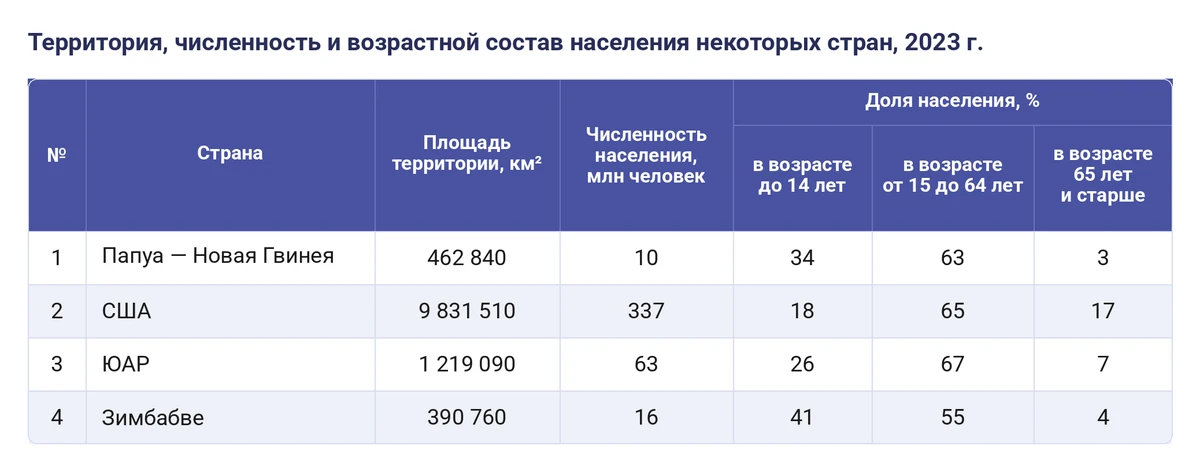 Территория, численность и возрастной состав населения некоторых стран, 2023 г.
№
Страна
Площадь
территории, км²
Численность
населения,
млн человек
Доля населения, %
в возрасте
до 14 лет
в возрасте
от 15 до 64 лет
в возрасте
65 лет
и старше
1 Папуа — Новая Гвинея 462 840 10 34 63 3
2 США 9 831 510 337 18 65 17
3 ЮАР 1 219 090 63 26 67 7
4 Зимбабве 390 760 16 41 55 4